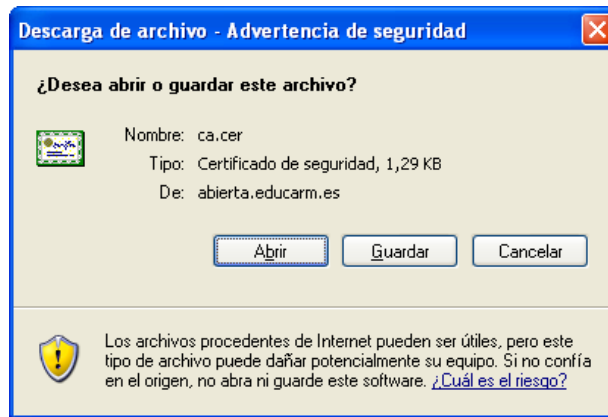 Descarga de archivo - Advertencia de seguridad
¿Desea abrir o guardar este archivo?
Nombre: ca.cer
Tipo: Certificado de seguridad, 1,29 KB
De: abierta.educarm.es
Abrir Guardar Cancelar
Los archivos procedentes de Internet pueden ser útiles, pero este
tipo de archivo puede dañar potencialmente su equipo. Si no confía
en el origen, no abra ni guarde este software. ¿Cuál es el riesgo?